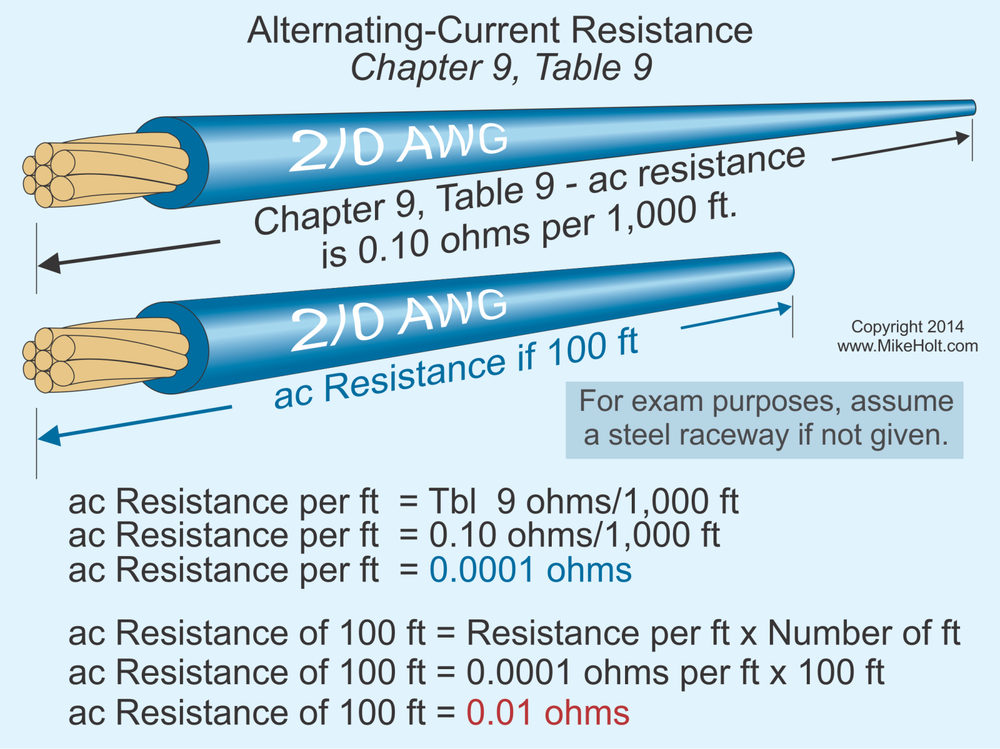 Alternating-Current Resistance
Chapter 9, Table 9
2/0 AWG
Chapter 9, Table 9 - ac resistance
is 0.10 ohms per 1,000 ft.
2/0 AWG
ac Resistance if 100 ft
Copyright 2014
www.MikeHolt.com
For exam purposes, assume
a steel raceway if not given.
ac Resistance per ft = Tbl 9 ohms/1,000 ft
ac Resistance per ft = 0.10 ohms/1,000 ft
ac Resistance per ft = 0.0001 ohms
ac Resistance of 100 ft = Resistance per ft x Number of ft
ac Resistance of 100 ft = 0.0001 ohms per ft x 100 ft
ac Resistance of 100 ft = 0.01 ohms